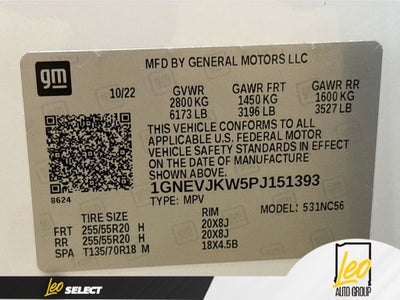 gm
MFD BY GENERAL MOTORS LLC
10/22 GVWR GAWR FRT GAWR RR
2800 KG 1450 KG 1600 KG
6173 LB 3196 LB 3527 LB
THIS VEHICLE CONFORMS TO ALL
APPLICABLE U.S. FEDERAL MOTOR
VEHICLE SAFETY STANDARDS IN EFFECT
ON THE DATE OF MANUFACTURE
SHOWN ABOVE.
1GNEVJKW5PJ151393
8624 TYPE: MPV MODEL: 531NC56
TIRE SIZE RIM
FRT 255/55R20 H 20X8J
RR 255/55R20 H 20X8J
SPA T135/70R18 M 18X4.5B
Leo SELECT
Leo
AUTO GROUP